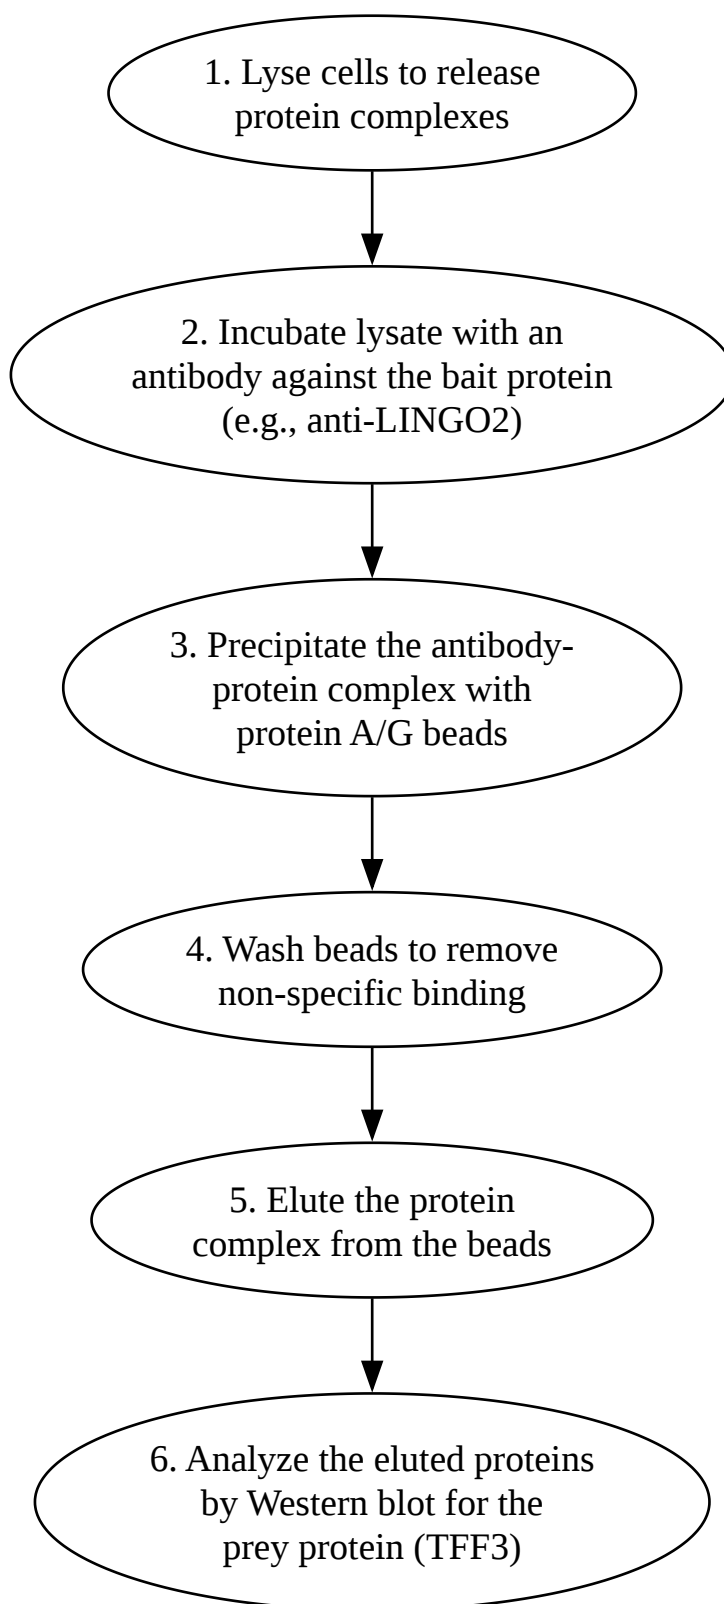 1. Lyse cells to release
protein complexes
2. Incubate lysate with an
antibody against the bait protein
(e.g., anti-LINGO2)
3. Precipitate the antibody-
protein complex with
protein A/G beads
4. Wash beads to remove
non-specific binding
5. Elute the protein
complex from the beads
6. Analyze the eluted proteins
by Western blot for the
prey protein (TFF3)